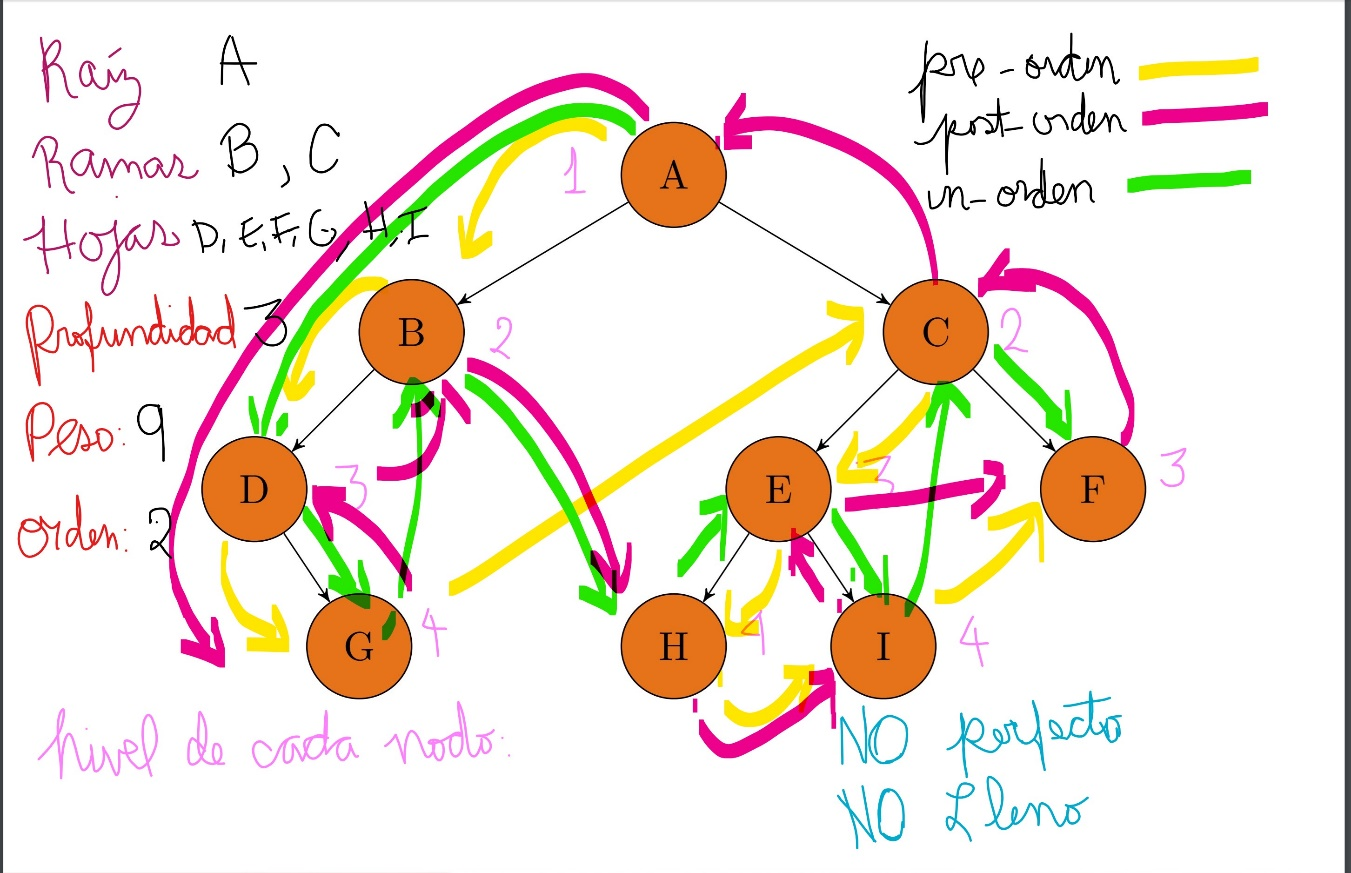 Raíz A
Ramas B, C
Hojas D, E, F, G, H, I
Profundidad 3
Peso: 9
Orden: 2
pre-orden
post-orden
in-orden
A
1
B
2
C
2
D
3
E
3
F
3
G
4
H
4
I
4
Nivel de cada nodo:
NO perfecto
NO Lleno